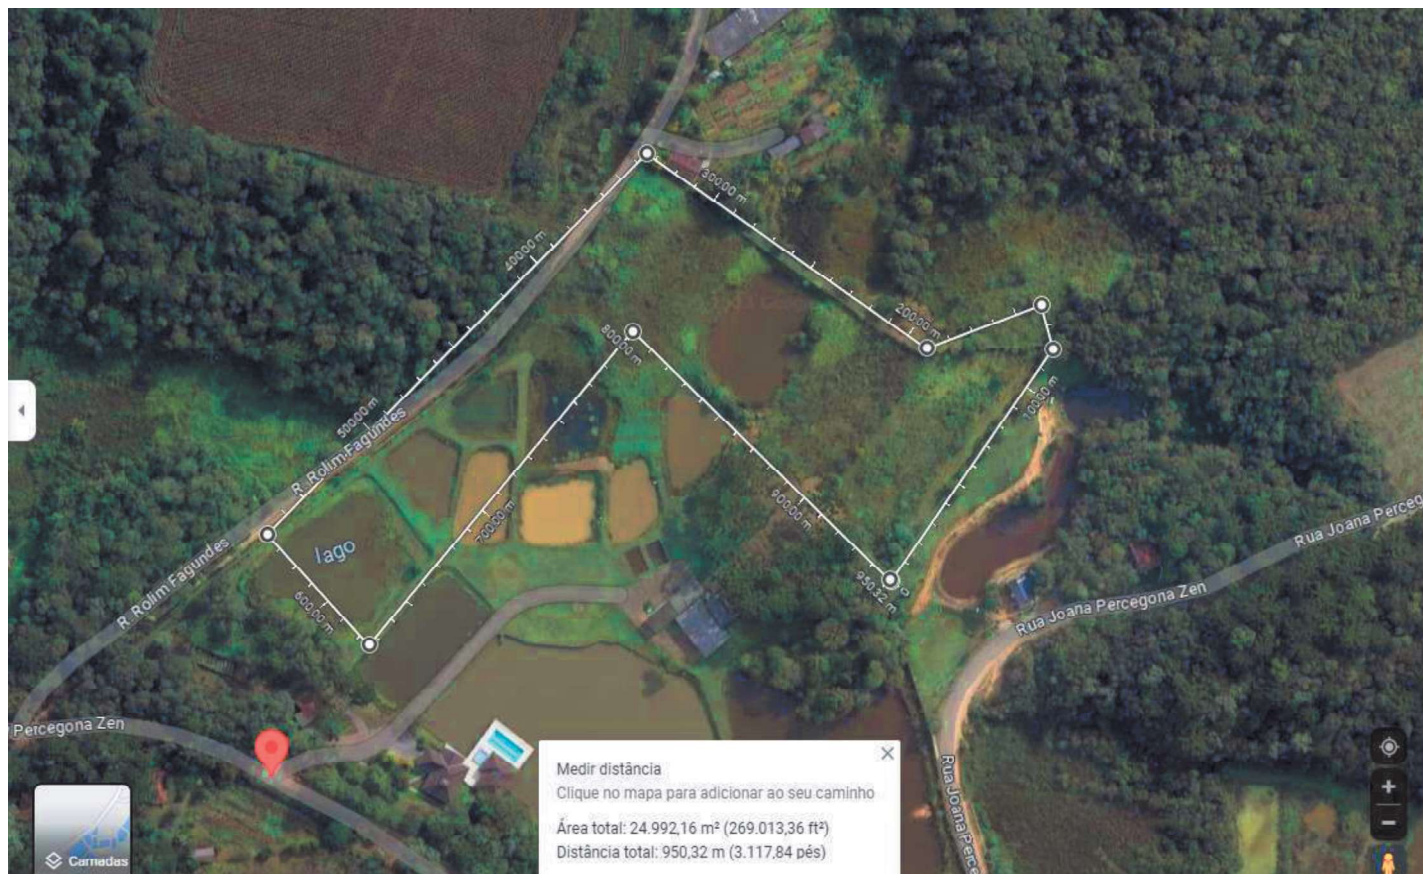 300,00 m
400,00 m
200,00 m
800,00 m
100,00 m
500,00 m
R. Rolim Fagundes
900,00 m
700,00 m
Rua Joana Perceg
lago
R. Rolim Fagundes
950,32 m
600,00 m
Rua Joana Percegona Zen
Percegona Zen
Medir distância
Clique no mapa para adicionar ao seu caminho
Área total: 24.992,16 m² (269.013,36 ft²)
Distância total: 950,32 m (3.117,84 pés)
Rua Joana Perce
Camadas